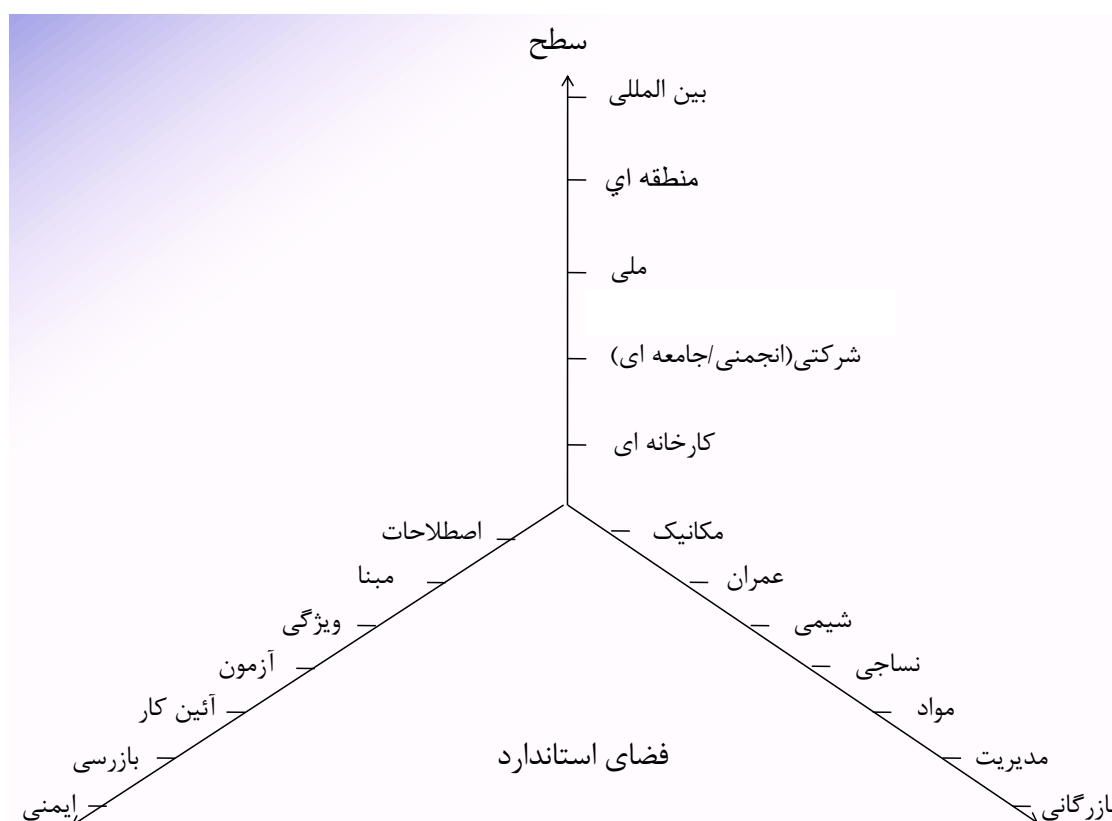 سطح
بین المللی
منطقه اي
ملی
شرکتی(انجمنی/جامعه ای)
کارخانه ای
مکانیک
اصطلاحات
عمران
مبنا
شیمی
ویژگی
نساجی
آزمون
مواد
آئین کار
مدیریت
فضای استاندارد
بازرسی
بازرگانی
ایمنی